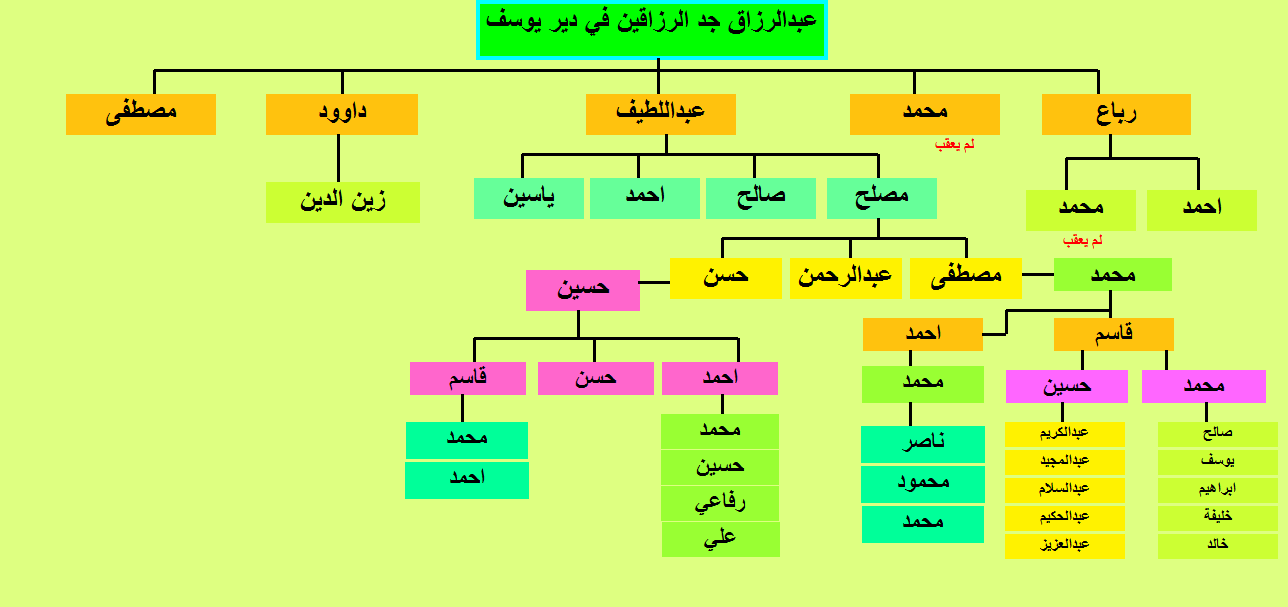 عبدالرزاق جد الرزاقين في دير يوسف
رباع
محمد
عبداللطيف
داوود
مصطفى
لم يعقب
احمد
محمد
مصلح
صالح
احمد
ياسين
زين الدين
لم يعقب
محمد
مصطفى
عبدالرحمن
حسن
حسين
قاسم
احمد
محمد
حسين
محمد
احمد
حسن
قاسم
صالح
يوسف
ابراهيم
خليفة
خالد
عبدالكريم
عبدالمجيد
عبدالسلام
عبدالحكيم
عبدالعزيز
ناصر
محمود
محمد
محمد
حسين
رفاعي
علي
محمد
احمد